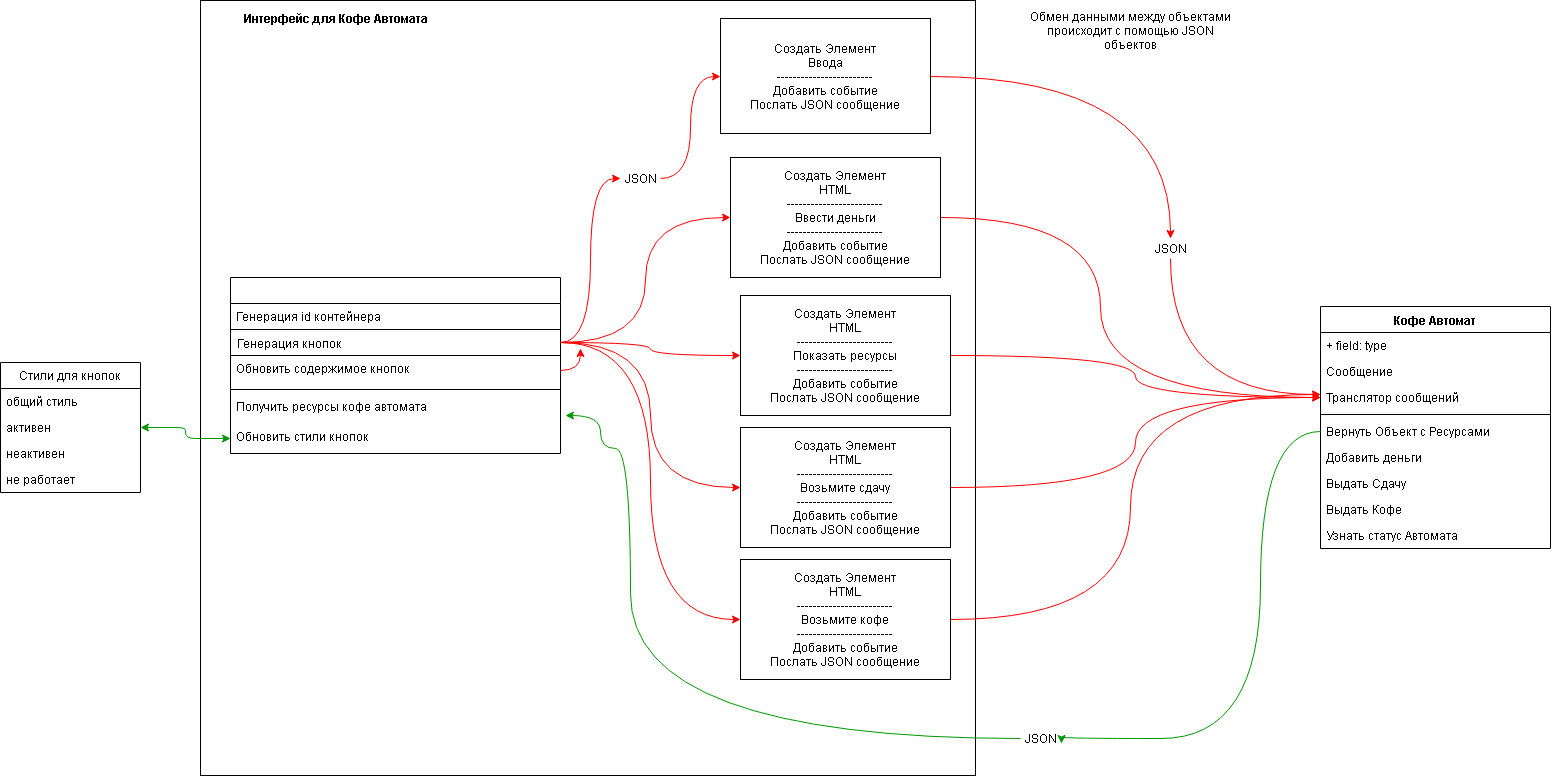 Интерфейс для Кофе Автомата
Обмен данными между объектами
происходит с помощью JSON
объектов
Создать Элемент
Ввода
------------------------
Добавить событие
Послать JSON сообщение
JSON
Создать Элемент
HTML
------------------------
Ввести деньги
------------------------
Добавить событие
Послать JSON сообщение
JSON
Генерация id контейнера
Генерация кнопок
Обновить содержимое кнопок
Получить ресурсы кофе автомата
Обновить стили кнопок
Создать Элемент
HTML
------------------------
Показать ресурсы
------------------------
Добавить событие
Послать JSON сообщение
Кофе Автомат
+ field: type
Сообщение
Транслятор сообщений
Вернуть Объект с Ресурсами
Добавить деньги
Выдать Сдачу
Выдать Кофе
Узнать статус Автомата
Стили для кнопок
общий стиль
активен
неактивен
не работает
Создать Элемент
HTML
------------------------
Возьмите сдачу
------------------------
Добавить событие
Послать JSON сообщение
Создать Элемент
HTML
------------------------
Возьмите кофе
------------------------
Добавить событие
Послать JSON сообщение
JSON